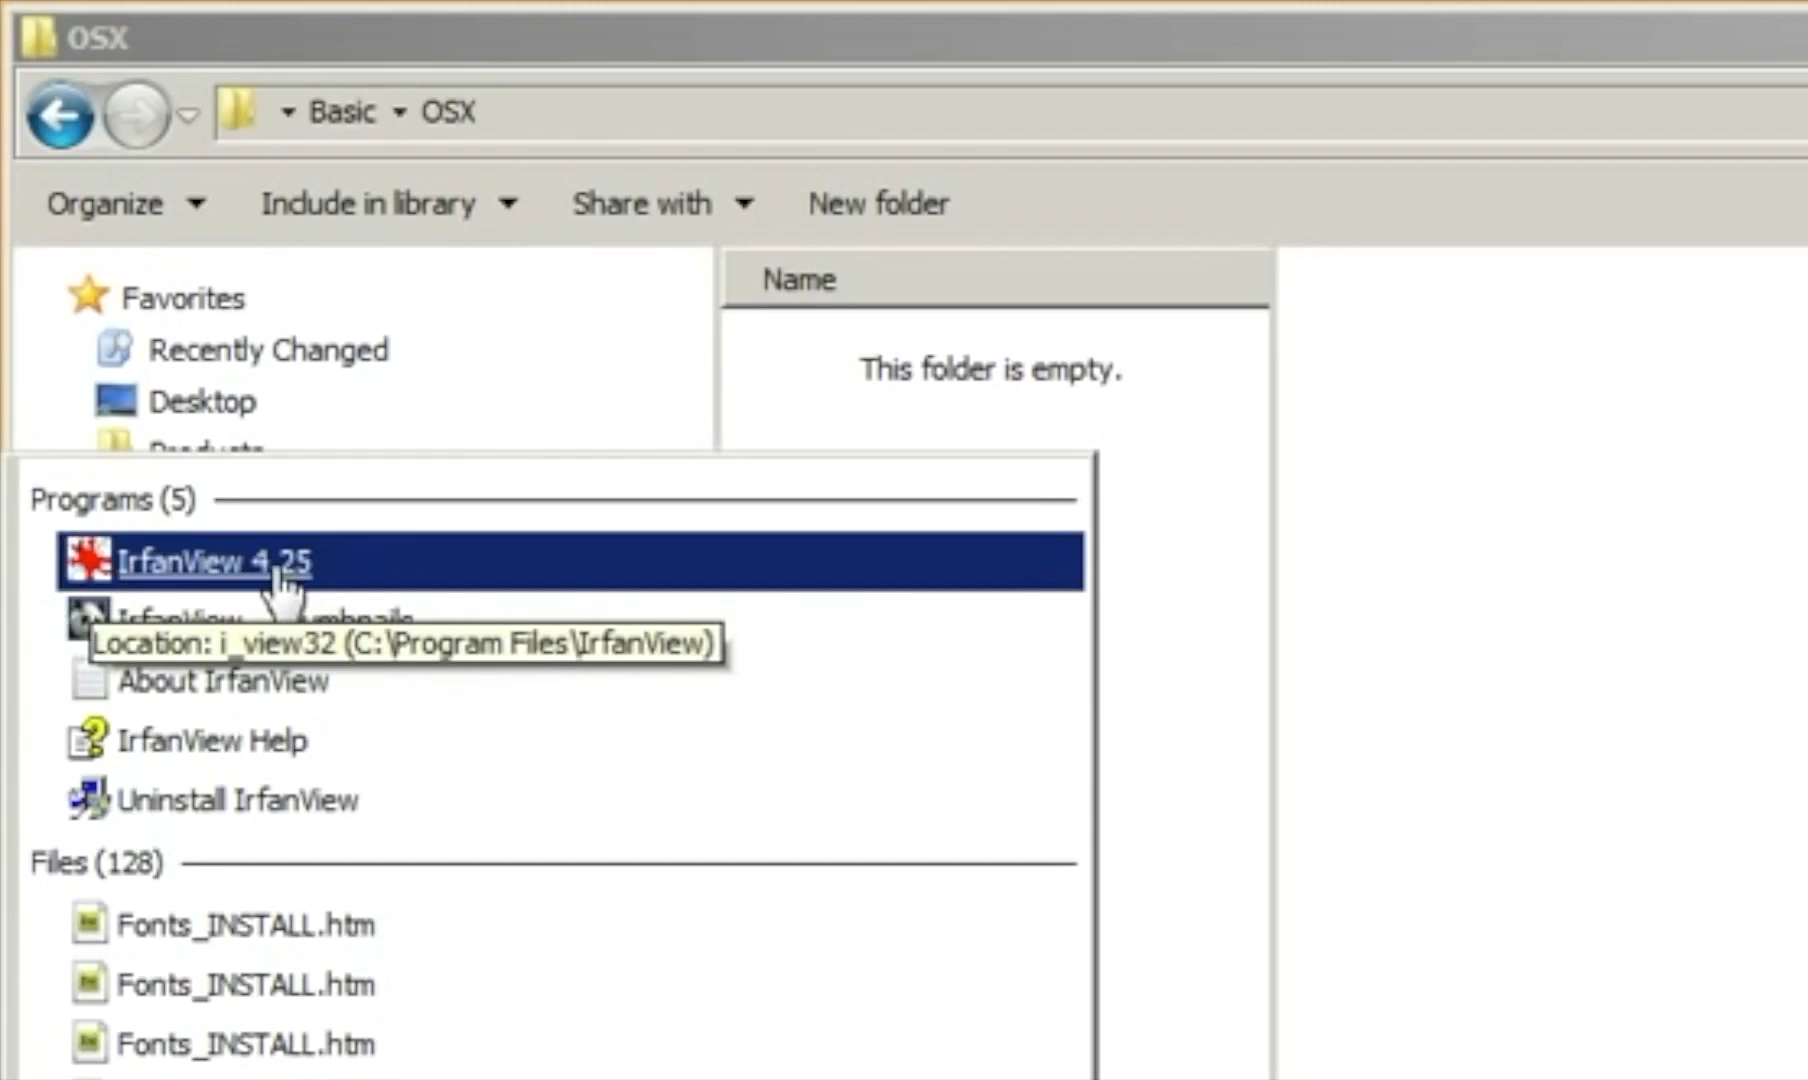 OSX
Basic OSX
Organize Include in library Share with New folder
Favorites
Recently Changed
Desktop
Products
Name
This folder is empty.
Programs (5)
IrfanView 4.25
IrfanView
Location: i_view32 (C:\Program Files\IrfanView)
About IrfanView
IrfanView Help
Uninstall IrfanView
Files (128)
Fonts_INSTALL.htm
Fonts_INSTALL.htm
Fonts_INSTALL.htm